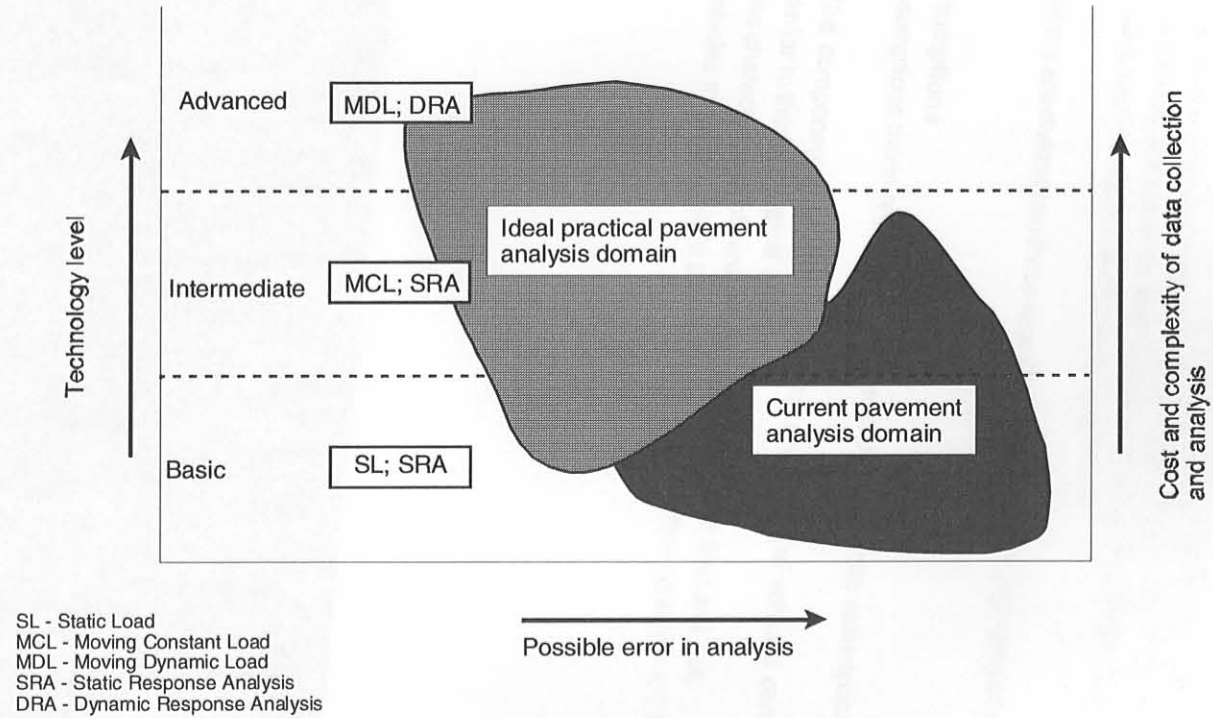 Advanced
MDL; DRA
Ideal practical pavement
analysis domain
Intermediate
MCL; SRA
Current pavement
analysis domain
Basic
SL; SRA
Technology level
Cost and complexity of data collection
and analysis
Possible error in analysis
SL - Static Load
MCL - Moving Constant Load
MDL - Moving Dynamic Load
SRA - Static Response Analysis
DRA - Dynamic Response Analysis